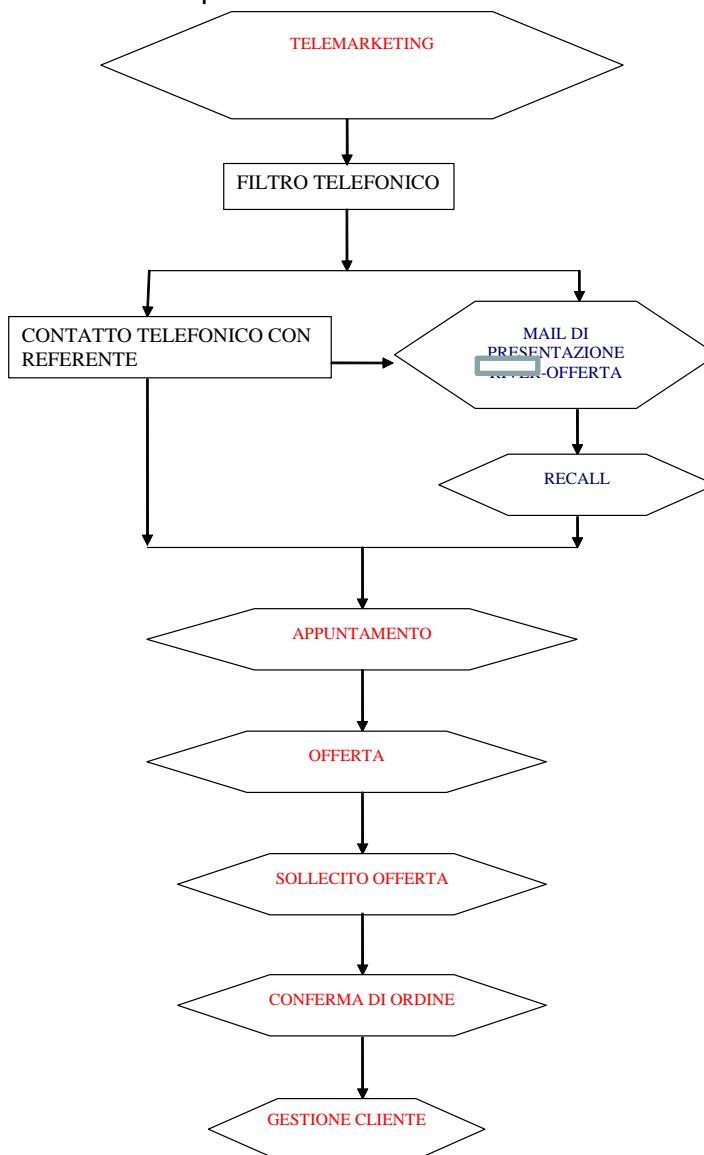 TELEMARKETING
FILTRO TELEFONICO
CONTATTO TELEFONICO CON
REFERENTE
MAIL DI
PRESENTAZIONE
-OFFERTA
RECALL
APPUNTAMENTO
OFFERTA
SOLLECITO OFFERTA
CONFERMA DI ORDINE
GESTIONE CLIENTE